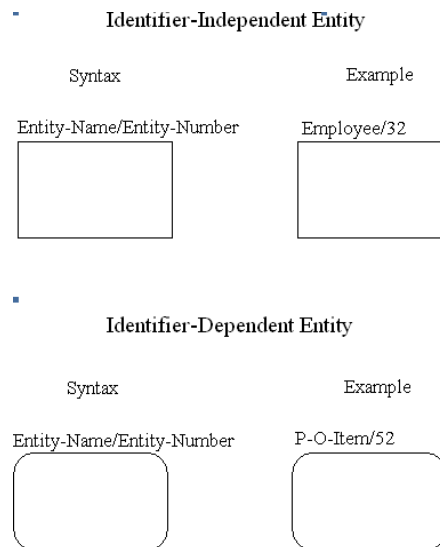 Identifier-Independent Entity
Syntax Example
Entity-Name/Entity-Number Employee/32
Identifier-Dependent Entity
Syntax Example
Entity-Name/Entity-Number P-O-Item/52